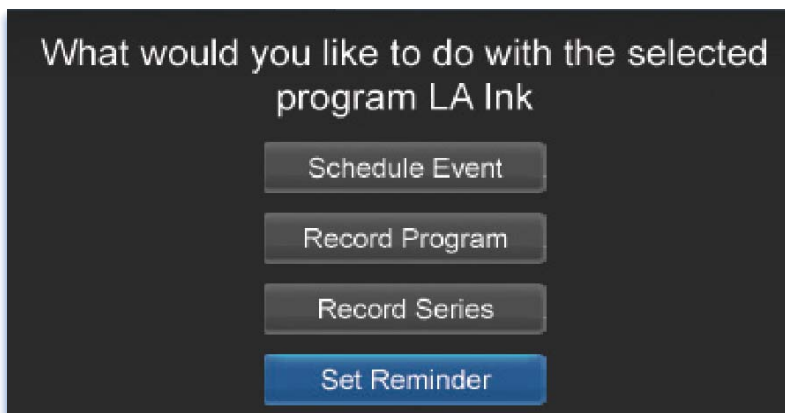 What would you like to do with the selected
program LA Ink
Schedule Event
Record Program
Record Series
Set Reminder